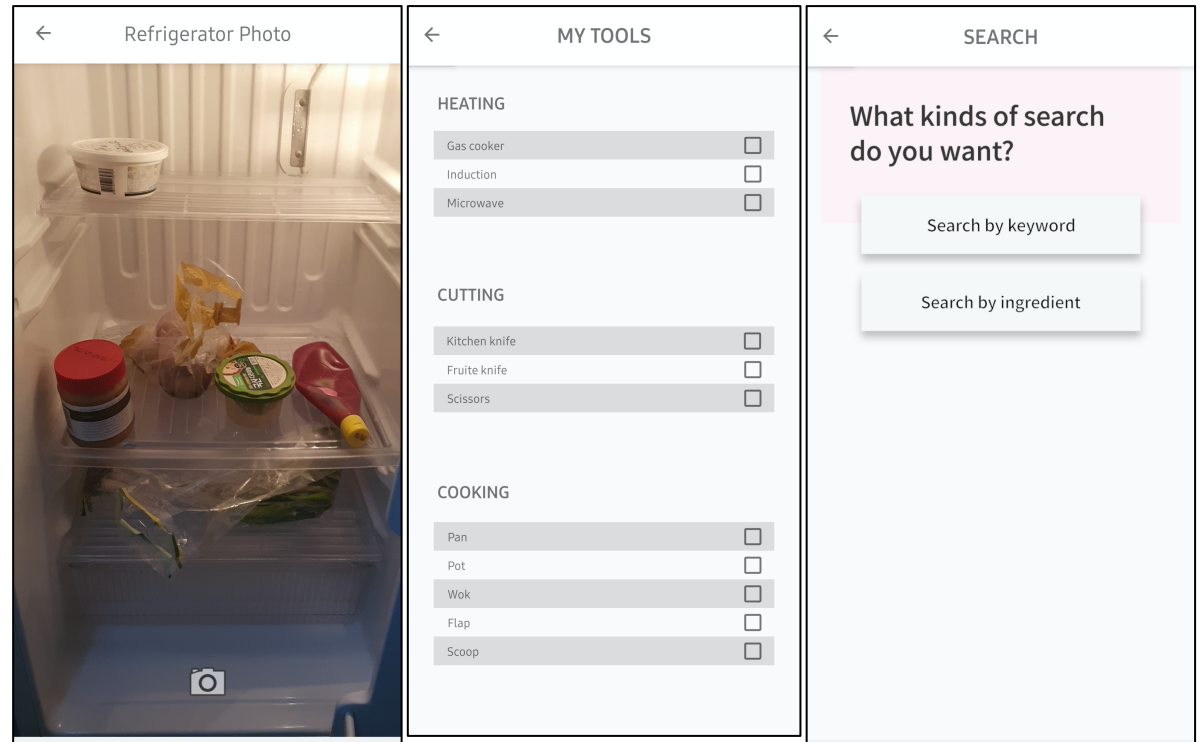 Refrigerator Photo
MY TOOLS
HEATING
Gas cooker
Induction
Microwave
CUTTING
Kitchen knife
Fruite knife
Scissors
COOKING
Pan
Pot
Wok
Flap
Scoop
SEARCH
What kinds of search
do you want?
Search by keyword
Search by ingredient